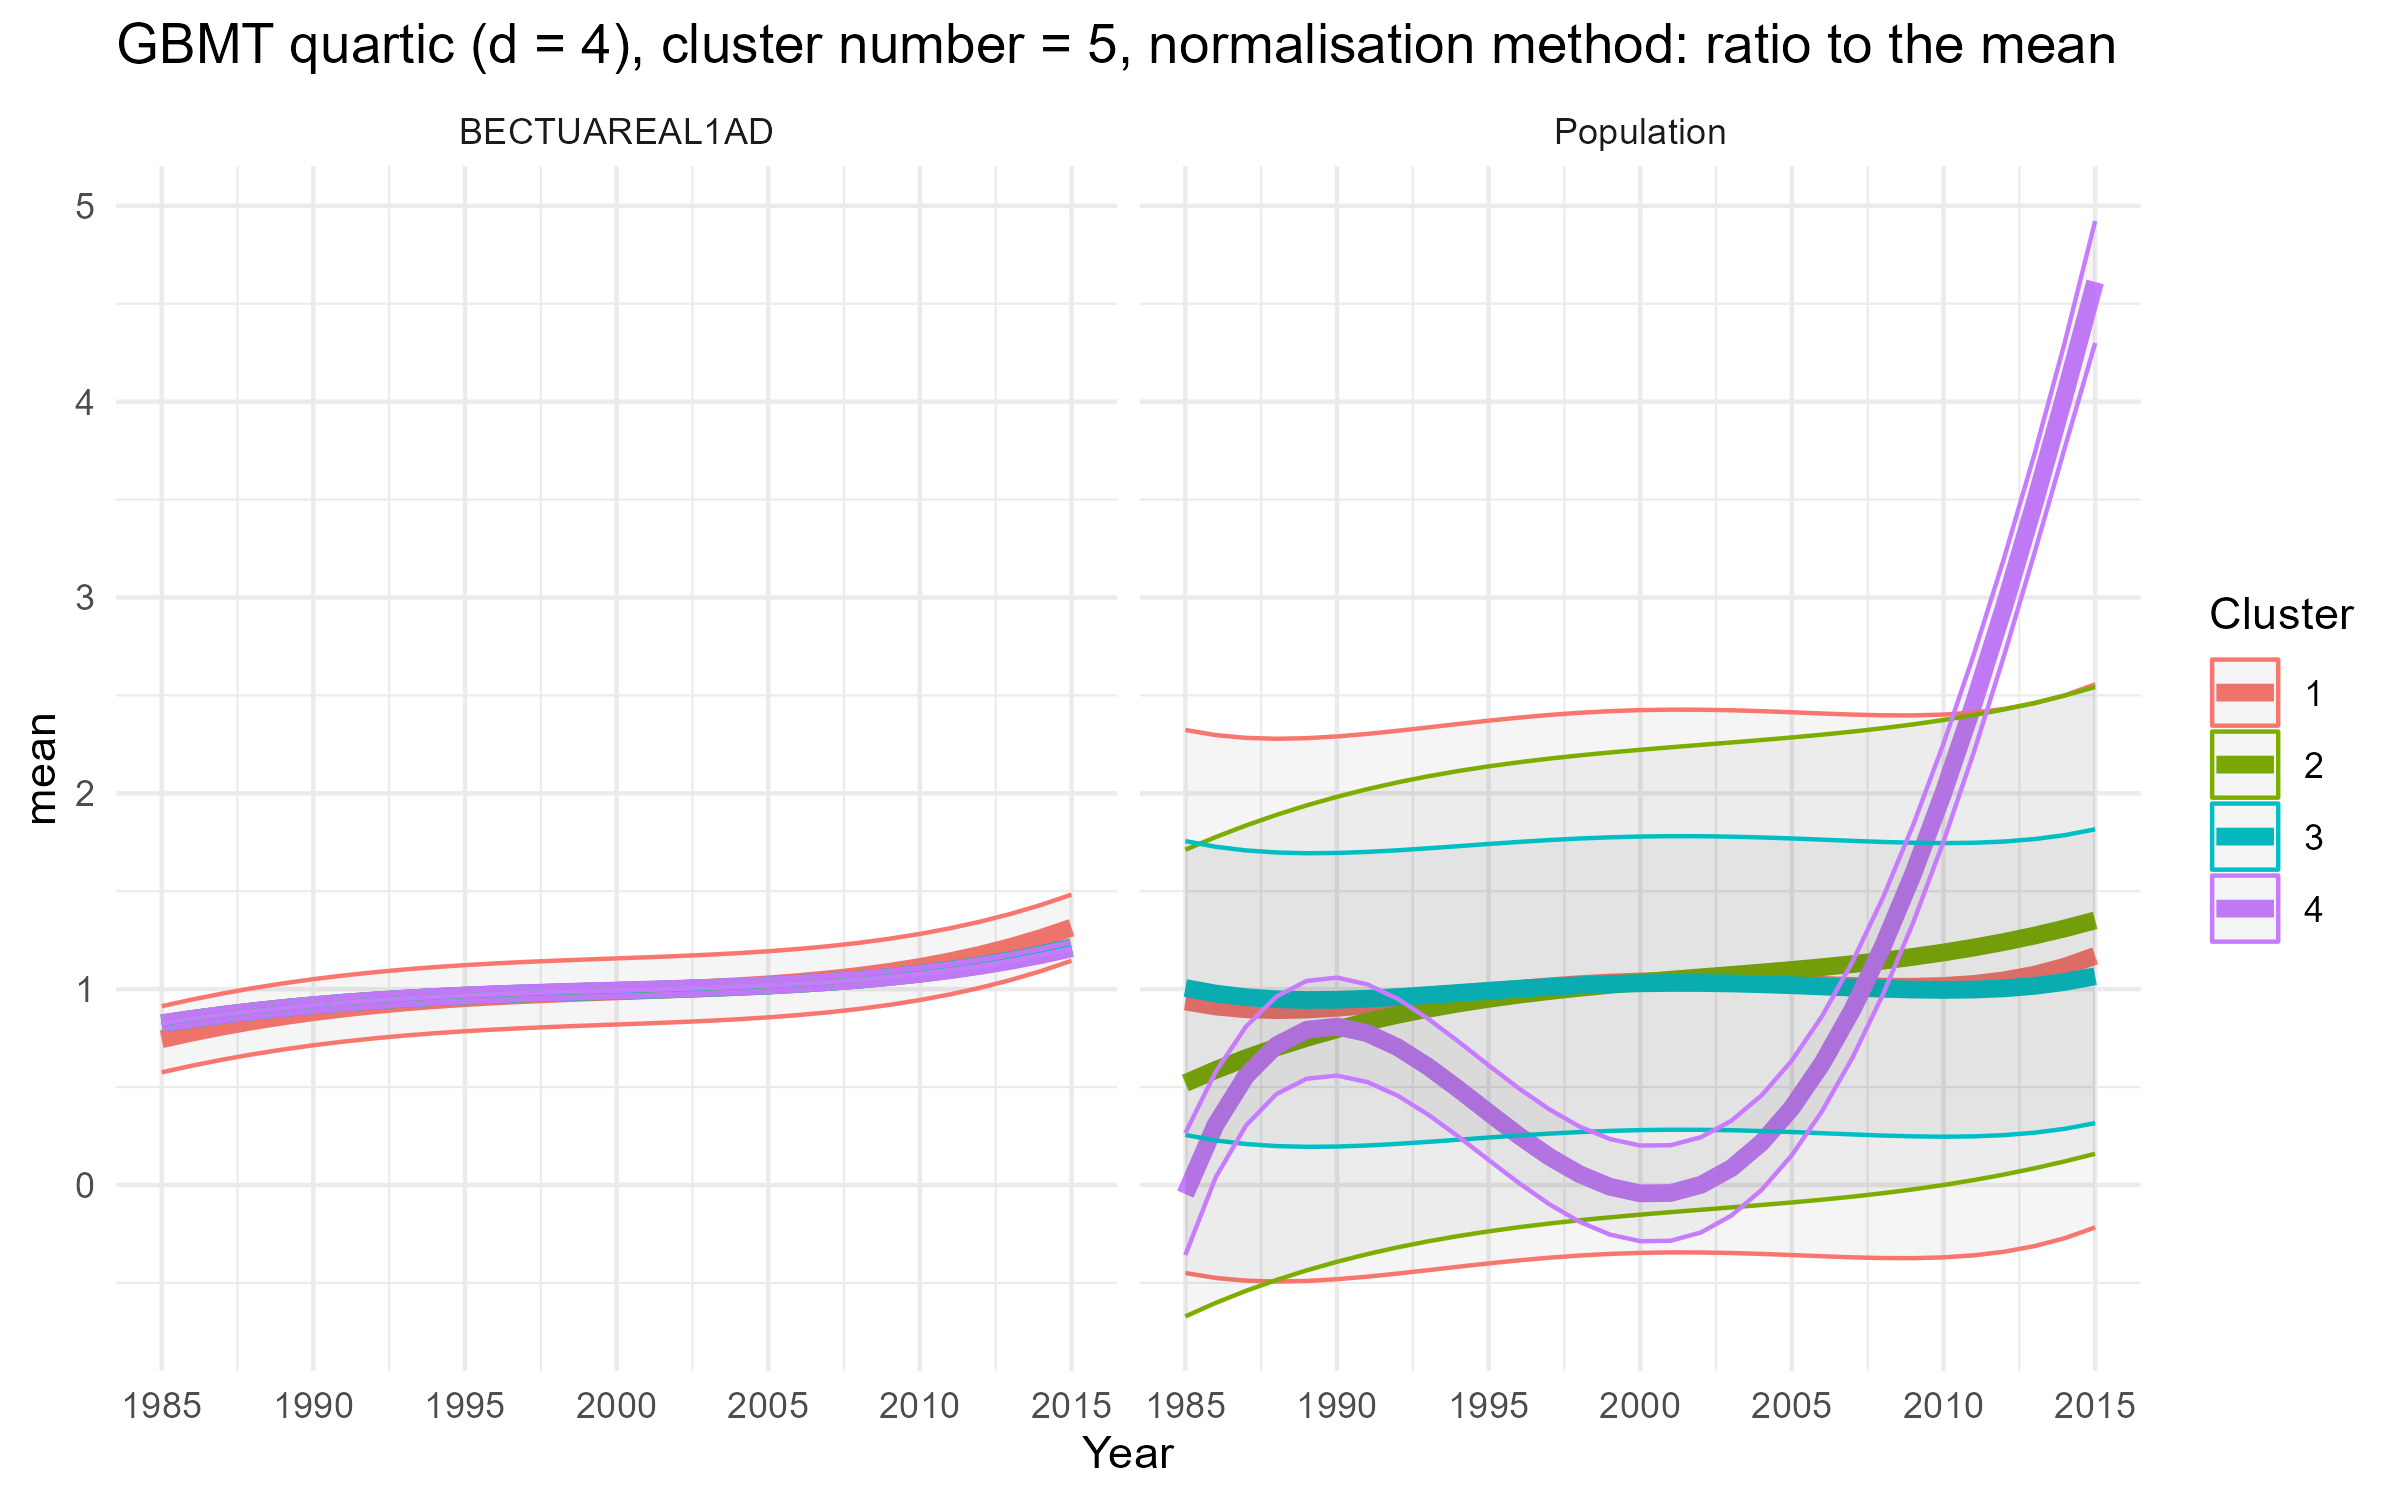 GBMT quartic (d = 4), cluster number = 5, normalisation method: ratio to the mean
BECTUAREAL1AD Population
5
4
3
2
1
0
mean
1985 1990 1995 2000 2005 2010 2015 1985 1990 1995 2000 2005 2010 2015
Year
Cluster
1
2
3
4